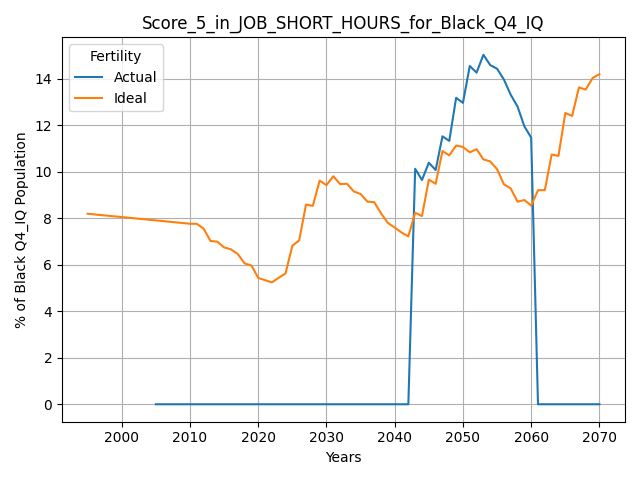 Score_5_in_JOB_SHORT_HOURS_for_Black_Q4_IQ
Fertility
Actual
Ideal
% of Black Q4_IQ Population
14
12
10
8
6
4
2
0
2000 2010 2020 2030 2040 2050 2060 2070
Years